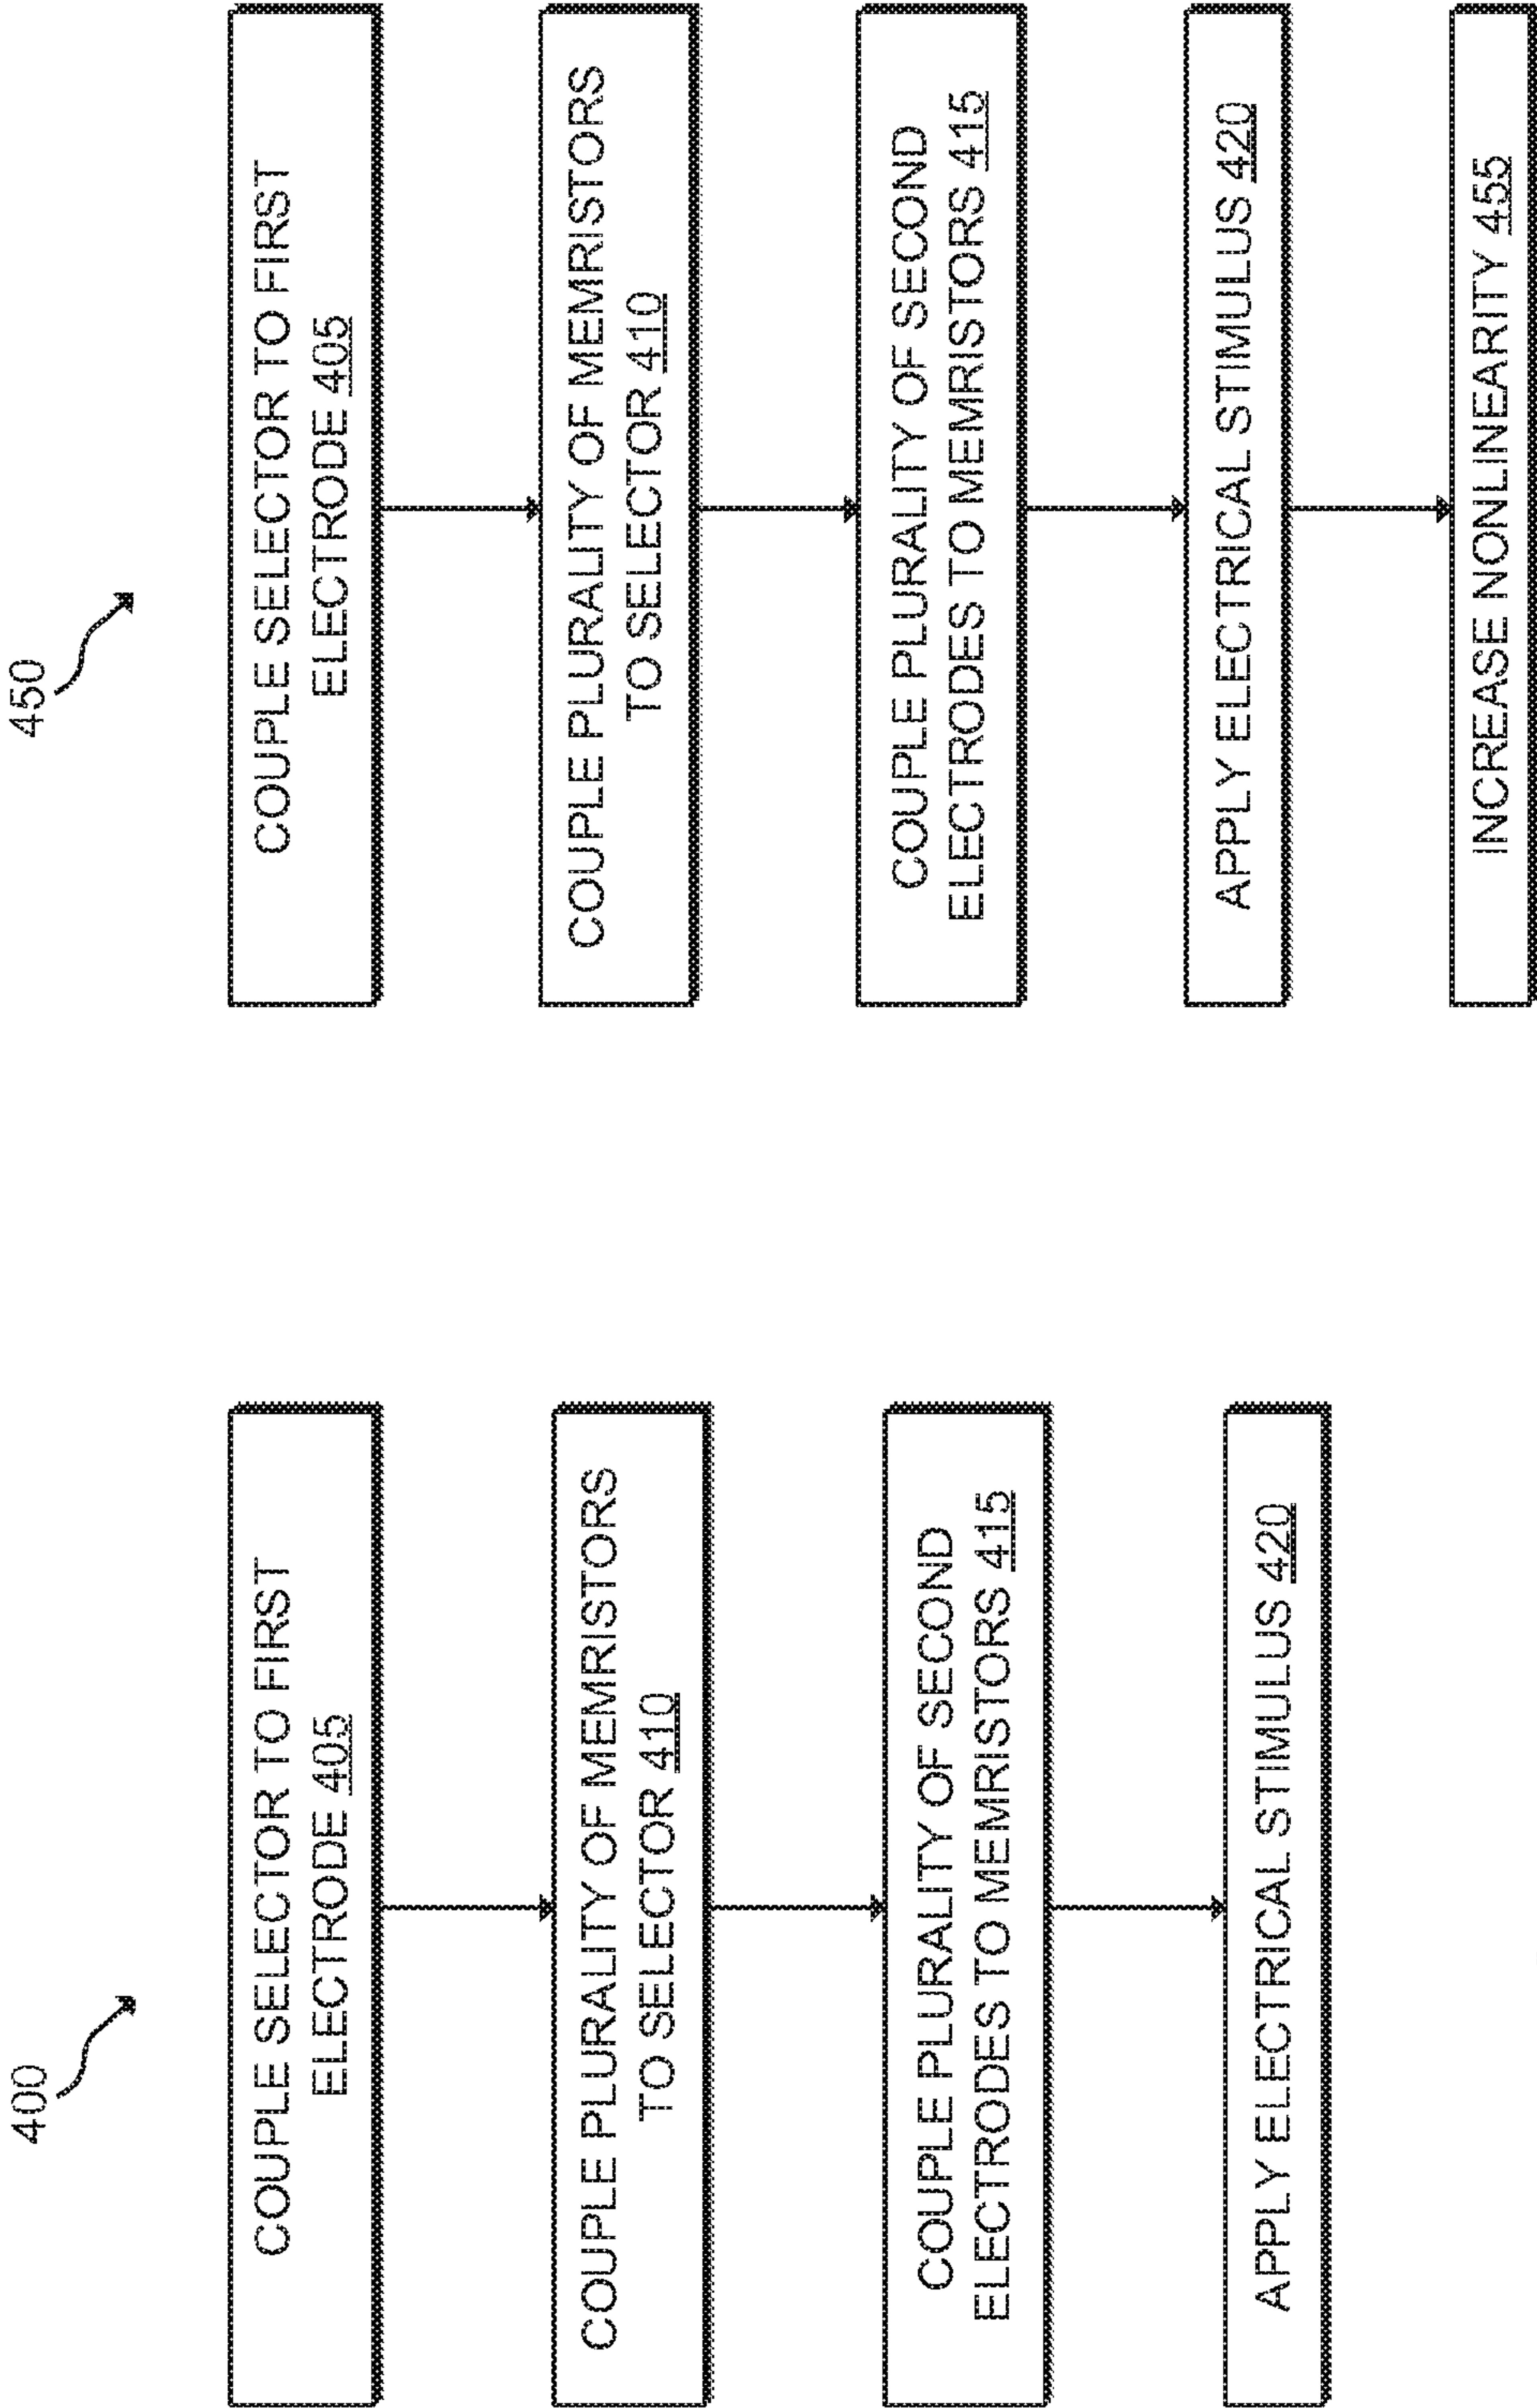 400
COUPLE SELECTOR TO FIRST
ELECTRODE 405
COUPLE PLURALITY OF MEMRISTORS
TO SELECTOR 410
COUPLE PLURALITY OF SECOND
ELECTRODES TO MEMRISTORS 415
APPLY ELECTRICAL STIMULUS 420
450
COUPLE SELECTOR TO FIRST
ELECTRODE 405
COUPLE PLURALITY OF MEMRISTORS
TO SELECTOR 410
COUPLE PLURALITY OF SECOND
ELECTRODES TO MEMRISTORS 415
APPLY ELECTRICAL STIMULUS 420
INCREASE NONLINEARITY 455